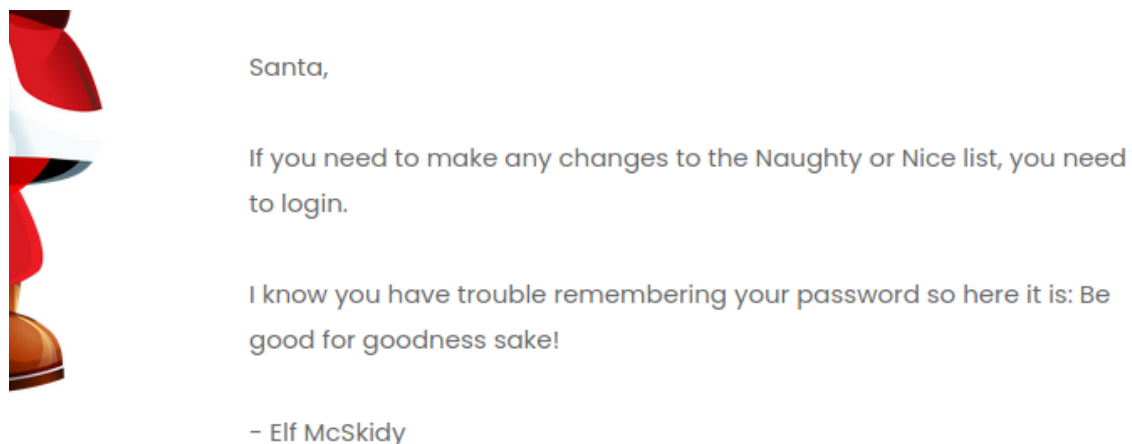 Santa,
If you need to make any changes to the Naughty or Nice list, you need
to login.
I know you have trouble remembering your password so here it is: Be
good for goodness sake!
- Elf McSkidy